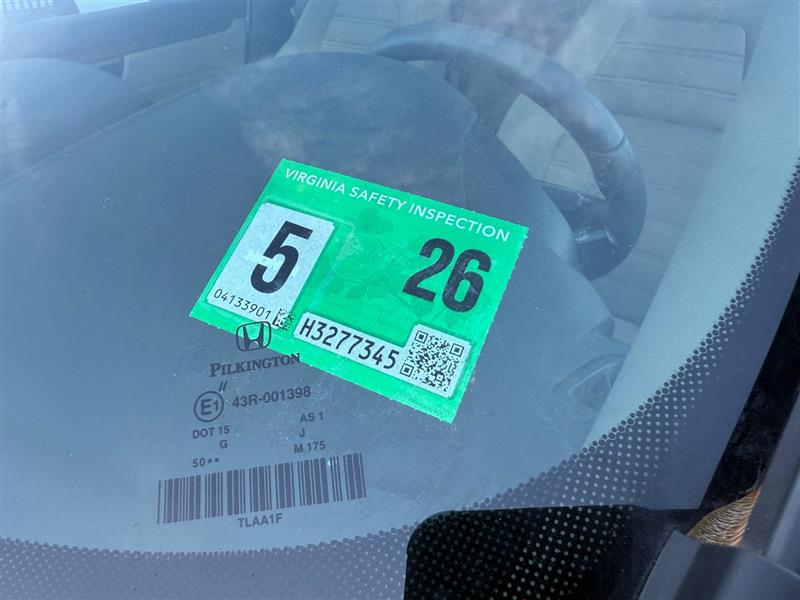 VIRGINIA SAFETY INSPECTION
5 26
04133901
H3277345
PILKINGTON
E1 43R-001398
DOT 15 AS 1
G J
50•• M 175
TLAA1F